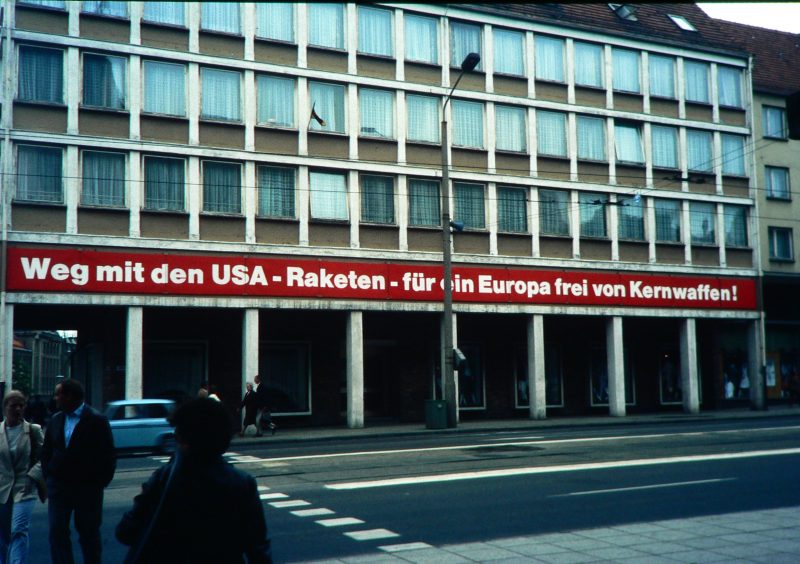 Weg mit den USA - Raketen - für ein Europa frei von Kernwaffen!